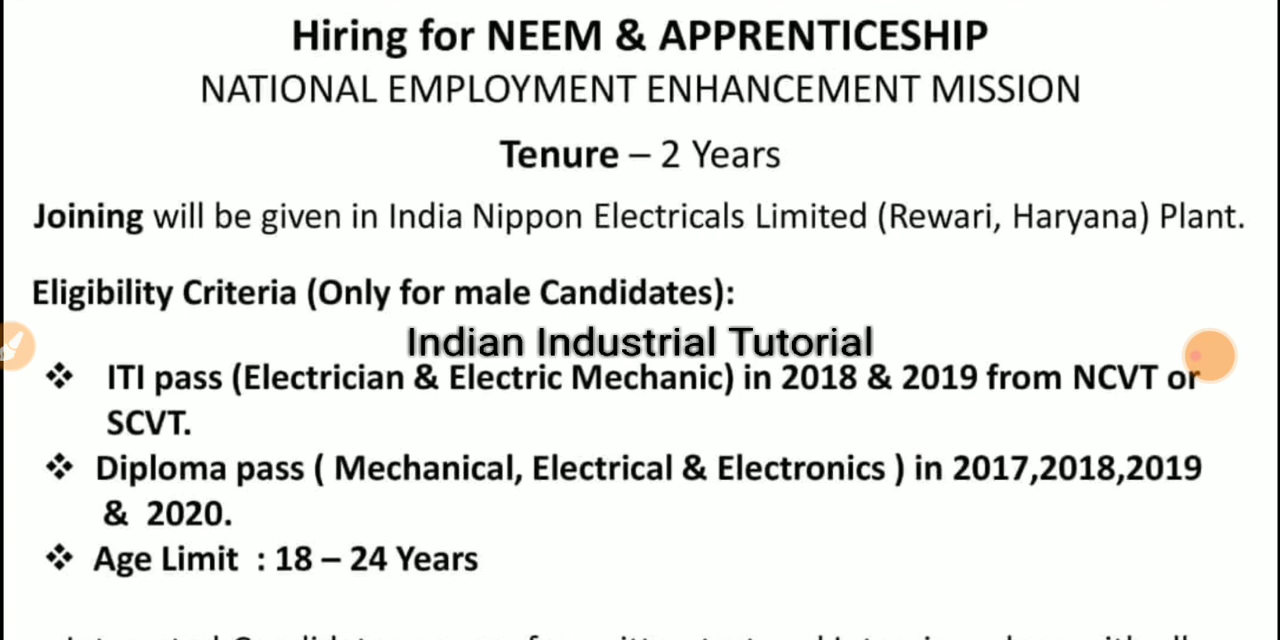 Hiring for NEEM & APPRENTICESHIP
NATIONAL EMPLOYMENT ENHANCEMENT MISSION
Tenure – 2 Years
Joining will be given in India Nippon Electricals Limited (Rewari, Haryana) Plant.
Eligibility Criteria (Only for male Candidates):
Indian Industrial Tutorial
❖ ITI pass (Electrician & Electric Mechanic) in 2018 & 2019 from NCVT or
SCVT.
❖ Diploma pass ( Mechanical, Electrical & Electronics ) in 2017,2018,2019
& 2020.
❖ Age Limit : 18 – 24 Years